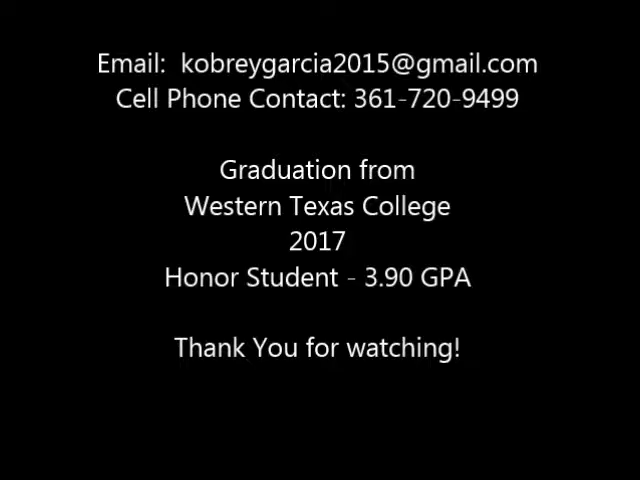 Email:  kobreygarcia2015@gmail.com
Cell Phone Contact: 361-720-9499
Graduation from
Western Texas College
2017
Honor Student - 3.90 GPA
Thank You for watching!